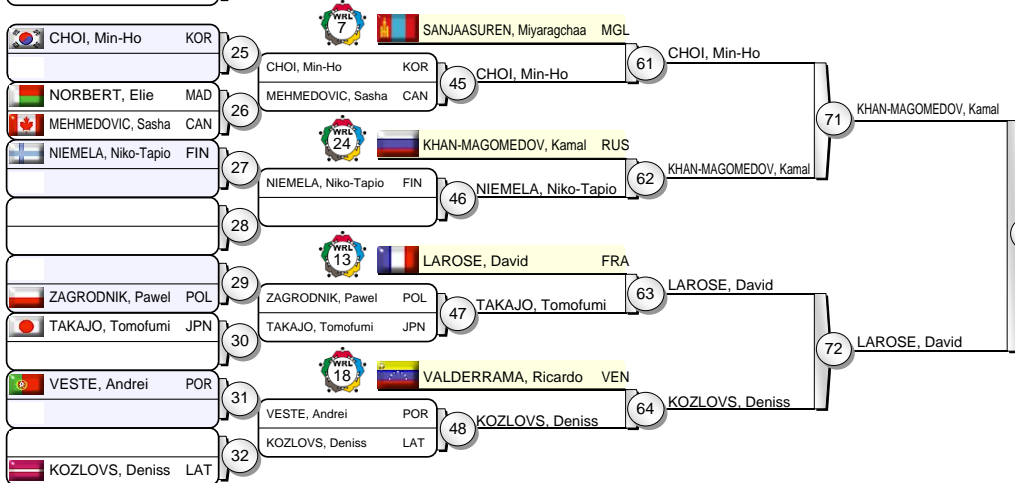 CHOI, Min-Ho KOR
25
NORBERT, Elie MAD
MEHMEDOVIC, Sasha CAN
26
NIEMELA, Niko-Tapio FIN
27
28
29
ZAGRODNIK, Pawel POL
TAKAJO, Tomofumi JPN
30
VESTE, Andrei POR
31
32
KOZLOVS, Deniss LAT
WRL
7
SANJAASUREN, Miyaragchaa MGL
CHOI, Min-Ho KOR
MEHMEDOVIC, Sasha CAN
45
CHOI, Min-Ho
61
WRL
24
KHAN-MAGOMEDOV, Kamal RUS
NIEMELA, Niko-Tapio FIN
46
NIEMELA, Niko-Tapio
62
WRL
13
LAROSE, David FRA
ZAGRODNIK, Pawel POL
TAKAJO, Tomofumi JPN
47
TAKAJO, Tomofumi
63
WRL
18
VALDERRAMA, Ricardo VEN
VESTE, Andrei POR
KOZLOVS, Deniss LAT
48
KOZLOVS, Deniss
64
CHOI, Min-Ho
KHAN-MAGOMEDOV, Kamal
71
KHAN-MAGOMEDOV, Kamal
LAROSE, David
KOZLOVS, Deniss
72
LAROSE, David